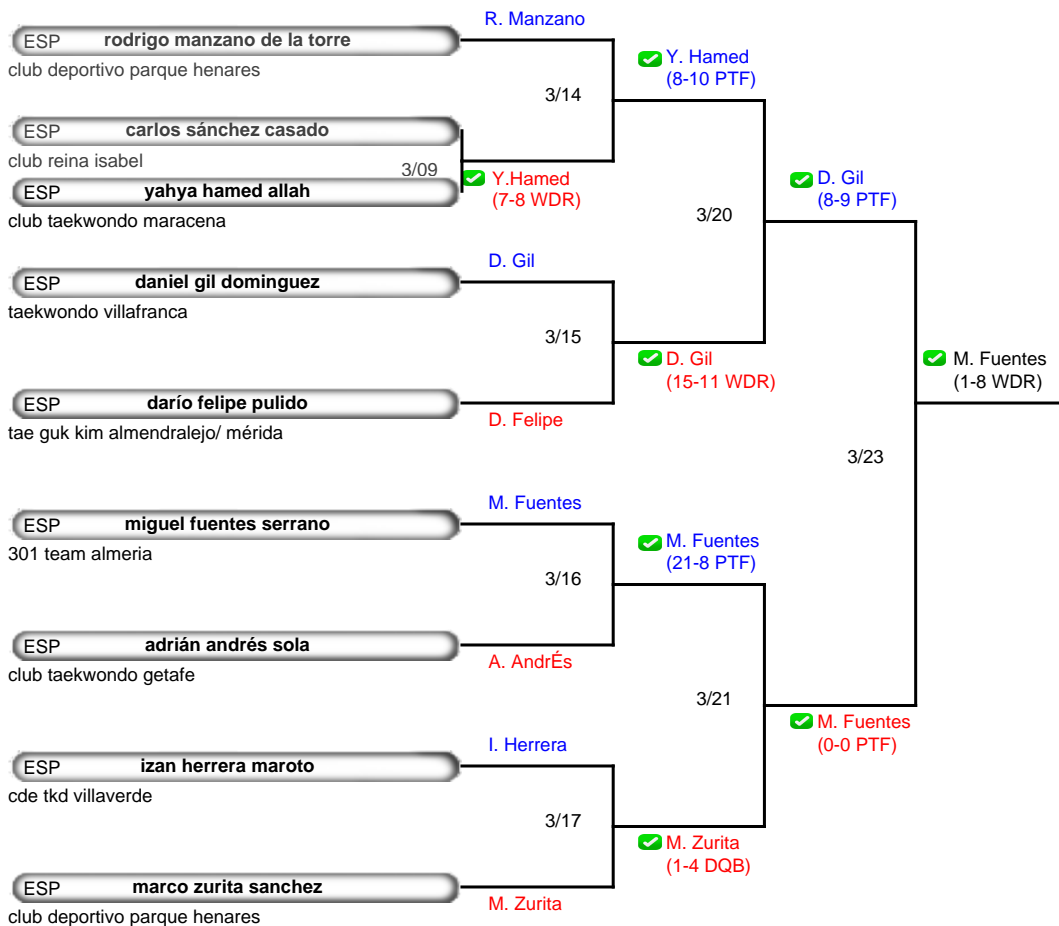 R. Manzano
ESP rodrigo manzano de la torre
club deportivo parque henares
Y. Hamed
(8-10 PTF)
3/14
ESP carlos sánchez casado
club reina isabel
3/09
Y.Hamed
(7-8 WDR)
ESP yahya hamed allah
club taekwondo maracena
D. Gil
(8-9 PTF)
3/20
D. Gil
ESP daniel gil dominguez
taekwondo villafranca
3/15
D. Gil
(15-11 WDR)
M. Fuentes
(1-8 WDR)
ESP darío felipe pulido
D. Felipe
tae guk kim almendralejo/ mérida
3/23
M. Fuentes
ESP miguel fuentes serrano
301 team almeria
M. Fuentes
(21-8 PTF)
3/16
ESP adrián andrés sola
A. AndrÉs
club taekwondo getafe
3/21
M. Fuentes
(0-0 PTF)
I. Herrera
ESP izan herrera maroto
cde tkd villaverde
3/17
M. Zurita
(1-4 DQB)
ESP marco zurita sanchez
M. Zurita
club deportivo parque henares